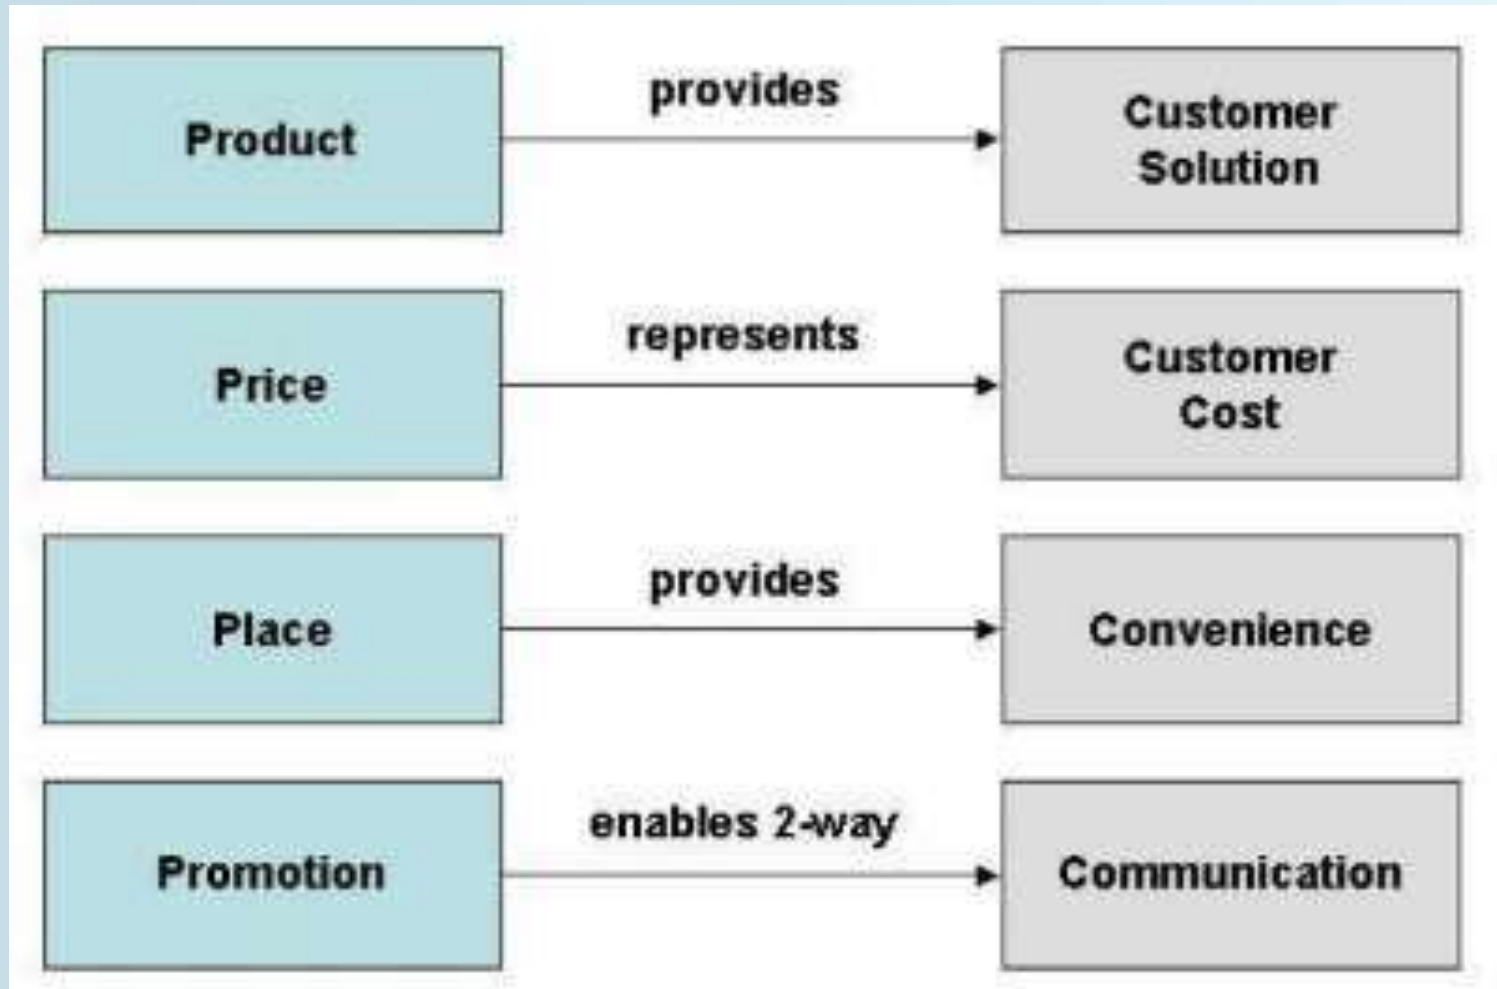 Product
provides
Customer
Solution
Price
represents
Customer
Cost
Place
provides
Convenience
Promotion
enables 2-way
Communication